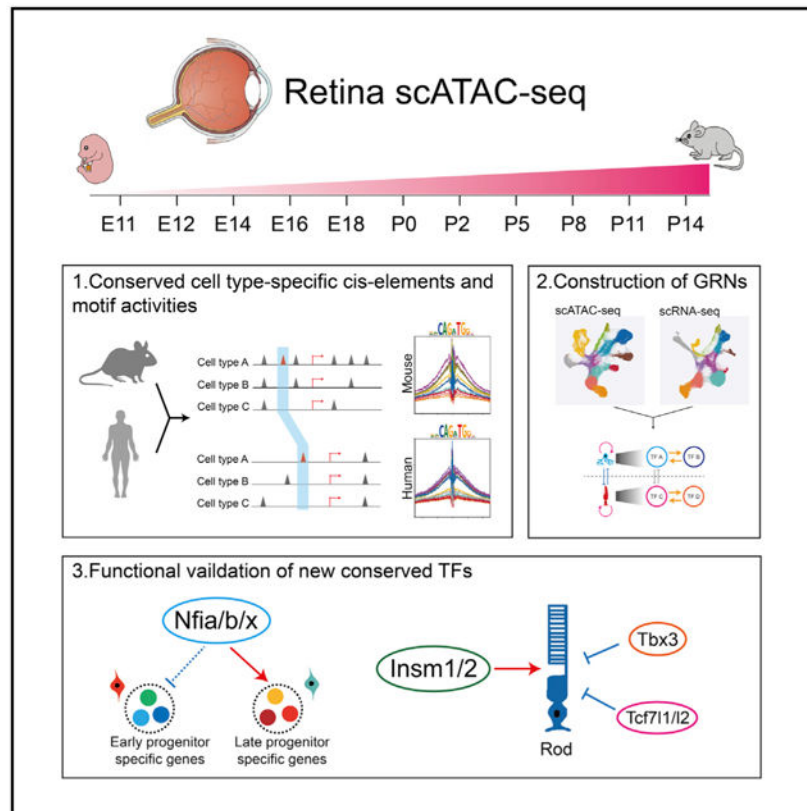 Retina scATAC-seq
E11 E12 E14 E16 E18 P0 P2 P5 P8 P11 P14
1.Conserved cell type-specific cis-elements and
motif activities
Cell type A
Cell type B
Cell type C
Cell type A
Cell type B
Cell type C
CAGATGG
Mouse
CAGATGG
Human
2.Construction of GRNs
scATAC-seq scRNA-seq
TF A TF B
TF C TF D
3.Functional vaildation of new conserved TFs
Nfia/b/x
Early progenitor
specific genes
Late progenitor
specific genes
Insm1/2
Rod
Tbx3
Tcf7l1/l2